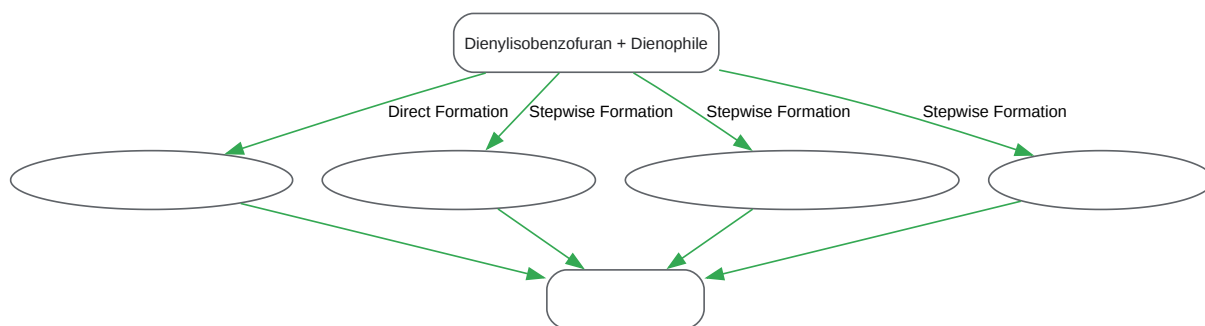 Dienylisobenzofuran + Dienophile
Direct Formation
Stepwise Formation
Stepwise Formation
Stepwise Formation